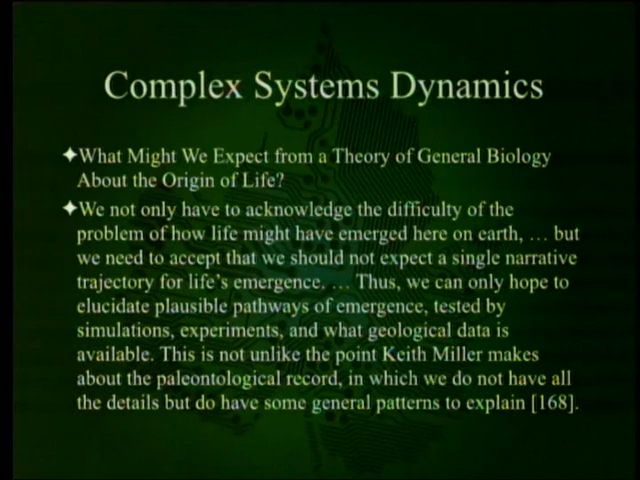 Complex Systems Dynamics
✦What Might We Expect from a Theory of General Biology
About the Origin of Life?
✦We not only have to acknowledge the difficulty of the
problem of how life might have emerged here on earth, … but
we need to accept that we should not expect a single narrative
trajectory for life's emergence. … Thus, we can only hope to
elucidate plausible pathways of emergence, tested by
simulations, experiments, and what geological data is
available. This is not unlike the point Keith Miller makes
about the paleontological record, in which we do not have all
the details but do have some general patterns to explain [168].